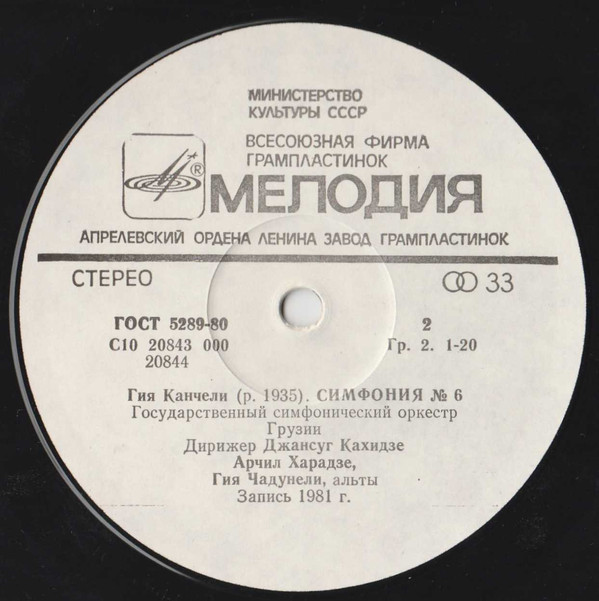 МИНИСТЕРСТВО
КУЛЬТУРЫ СССР
ВСЕСОЮЗНАЯ ФИРМА
ГРАМПЛАСТИНОК
® МЕЛОДИЯ
АПРЕЛЕВСКИЙ ОРДЕНА ЛЕНИНА ЗАВОД ГРАМПЛАСТИНОК
СТЕРЕО 33
ГОСТ 5289-80 2
С10 20843 000 Гр. 2. 1-20
20844
Гия Канчели (р. 1935). СИМФОНИЯ № 6
Государственный симфонический оркестр
Грузии
Дирижер Джансуг Кахидзе
Арчил Харадзе,
Гия Чадунели, альты
Запись 1981 г.